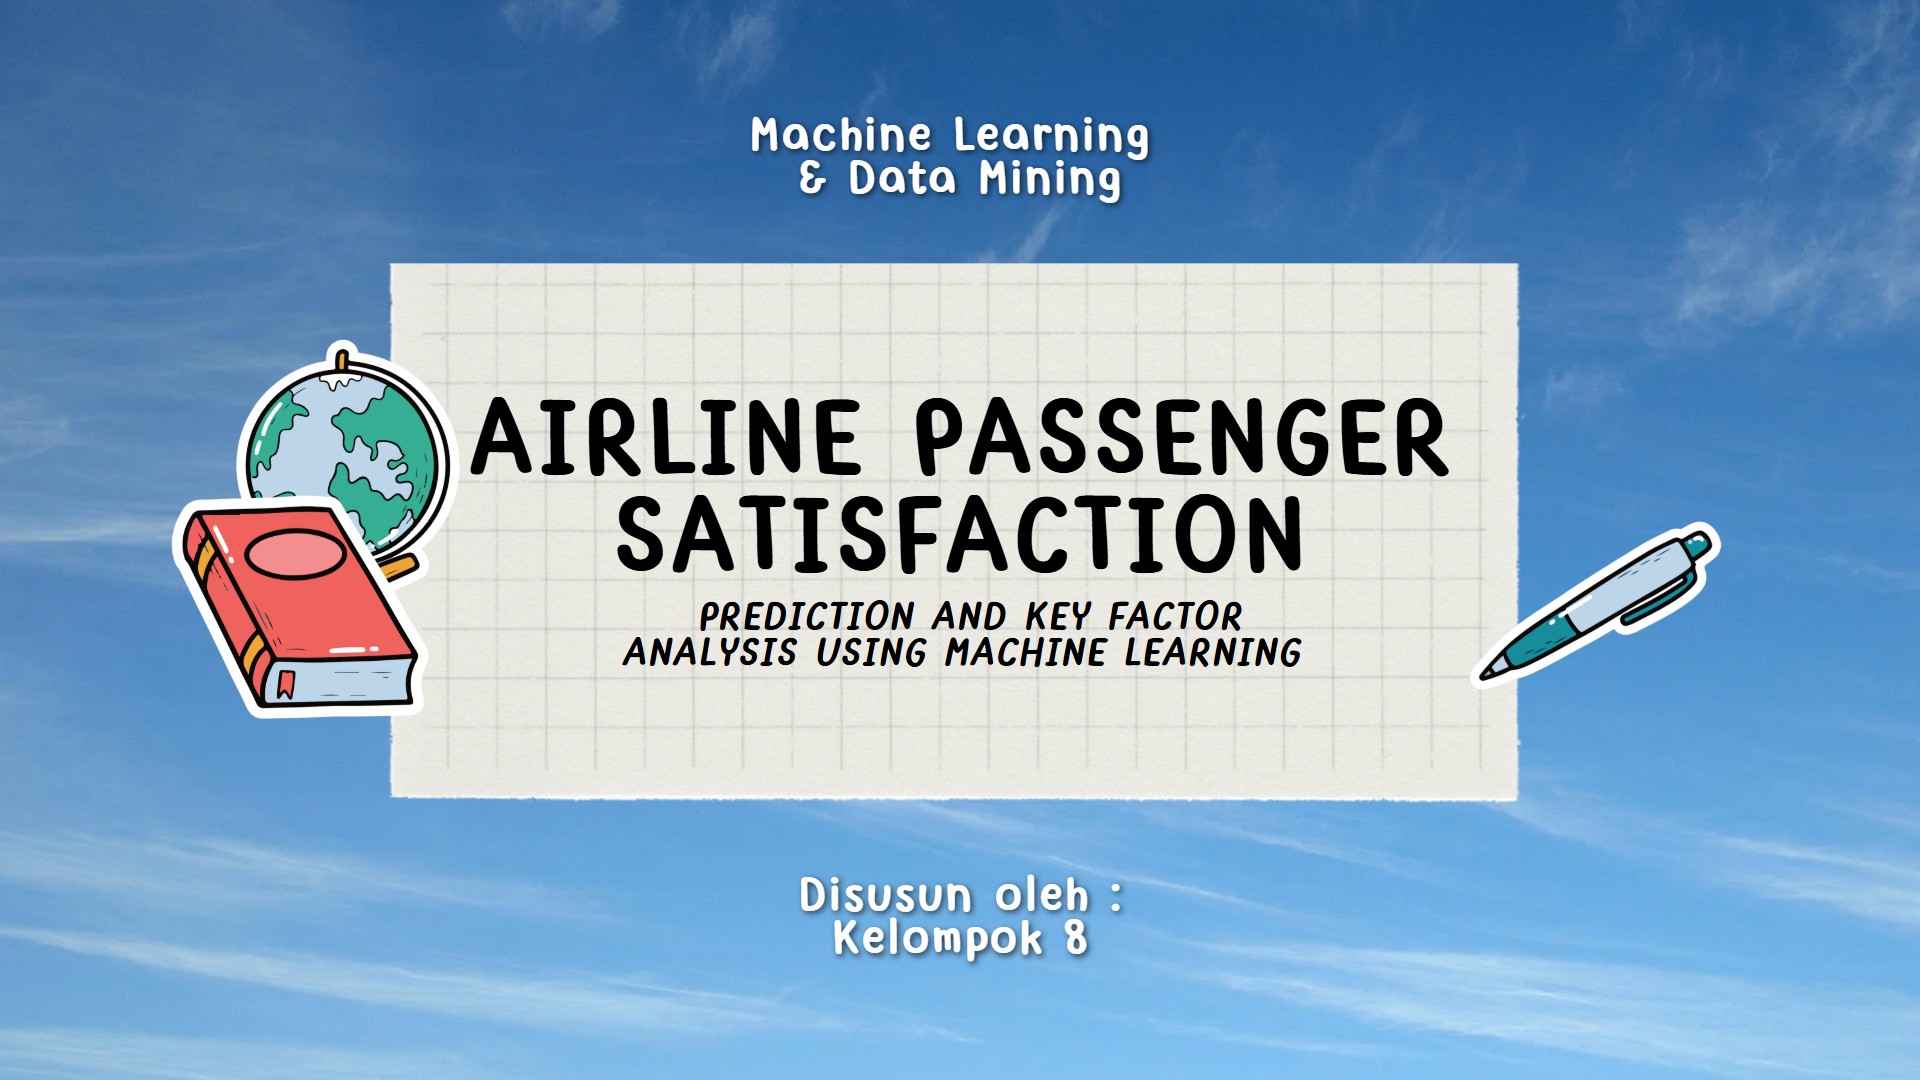 Machine Learning
& Data Mining
AIRLINE PASSENGER
SATISFACTION
PREDICTION AND KEY FACTOR
ANALYSIS USING MACHINE LEARNING
Disusun oleh :
Kelompok 8